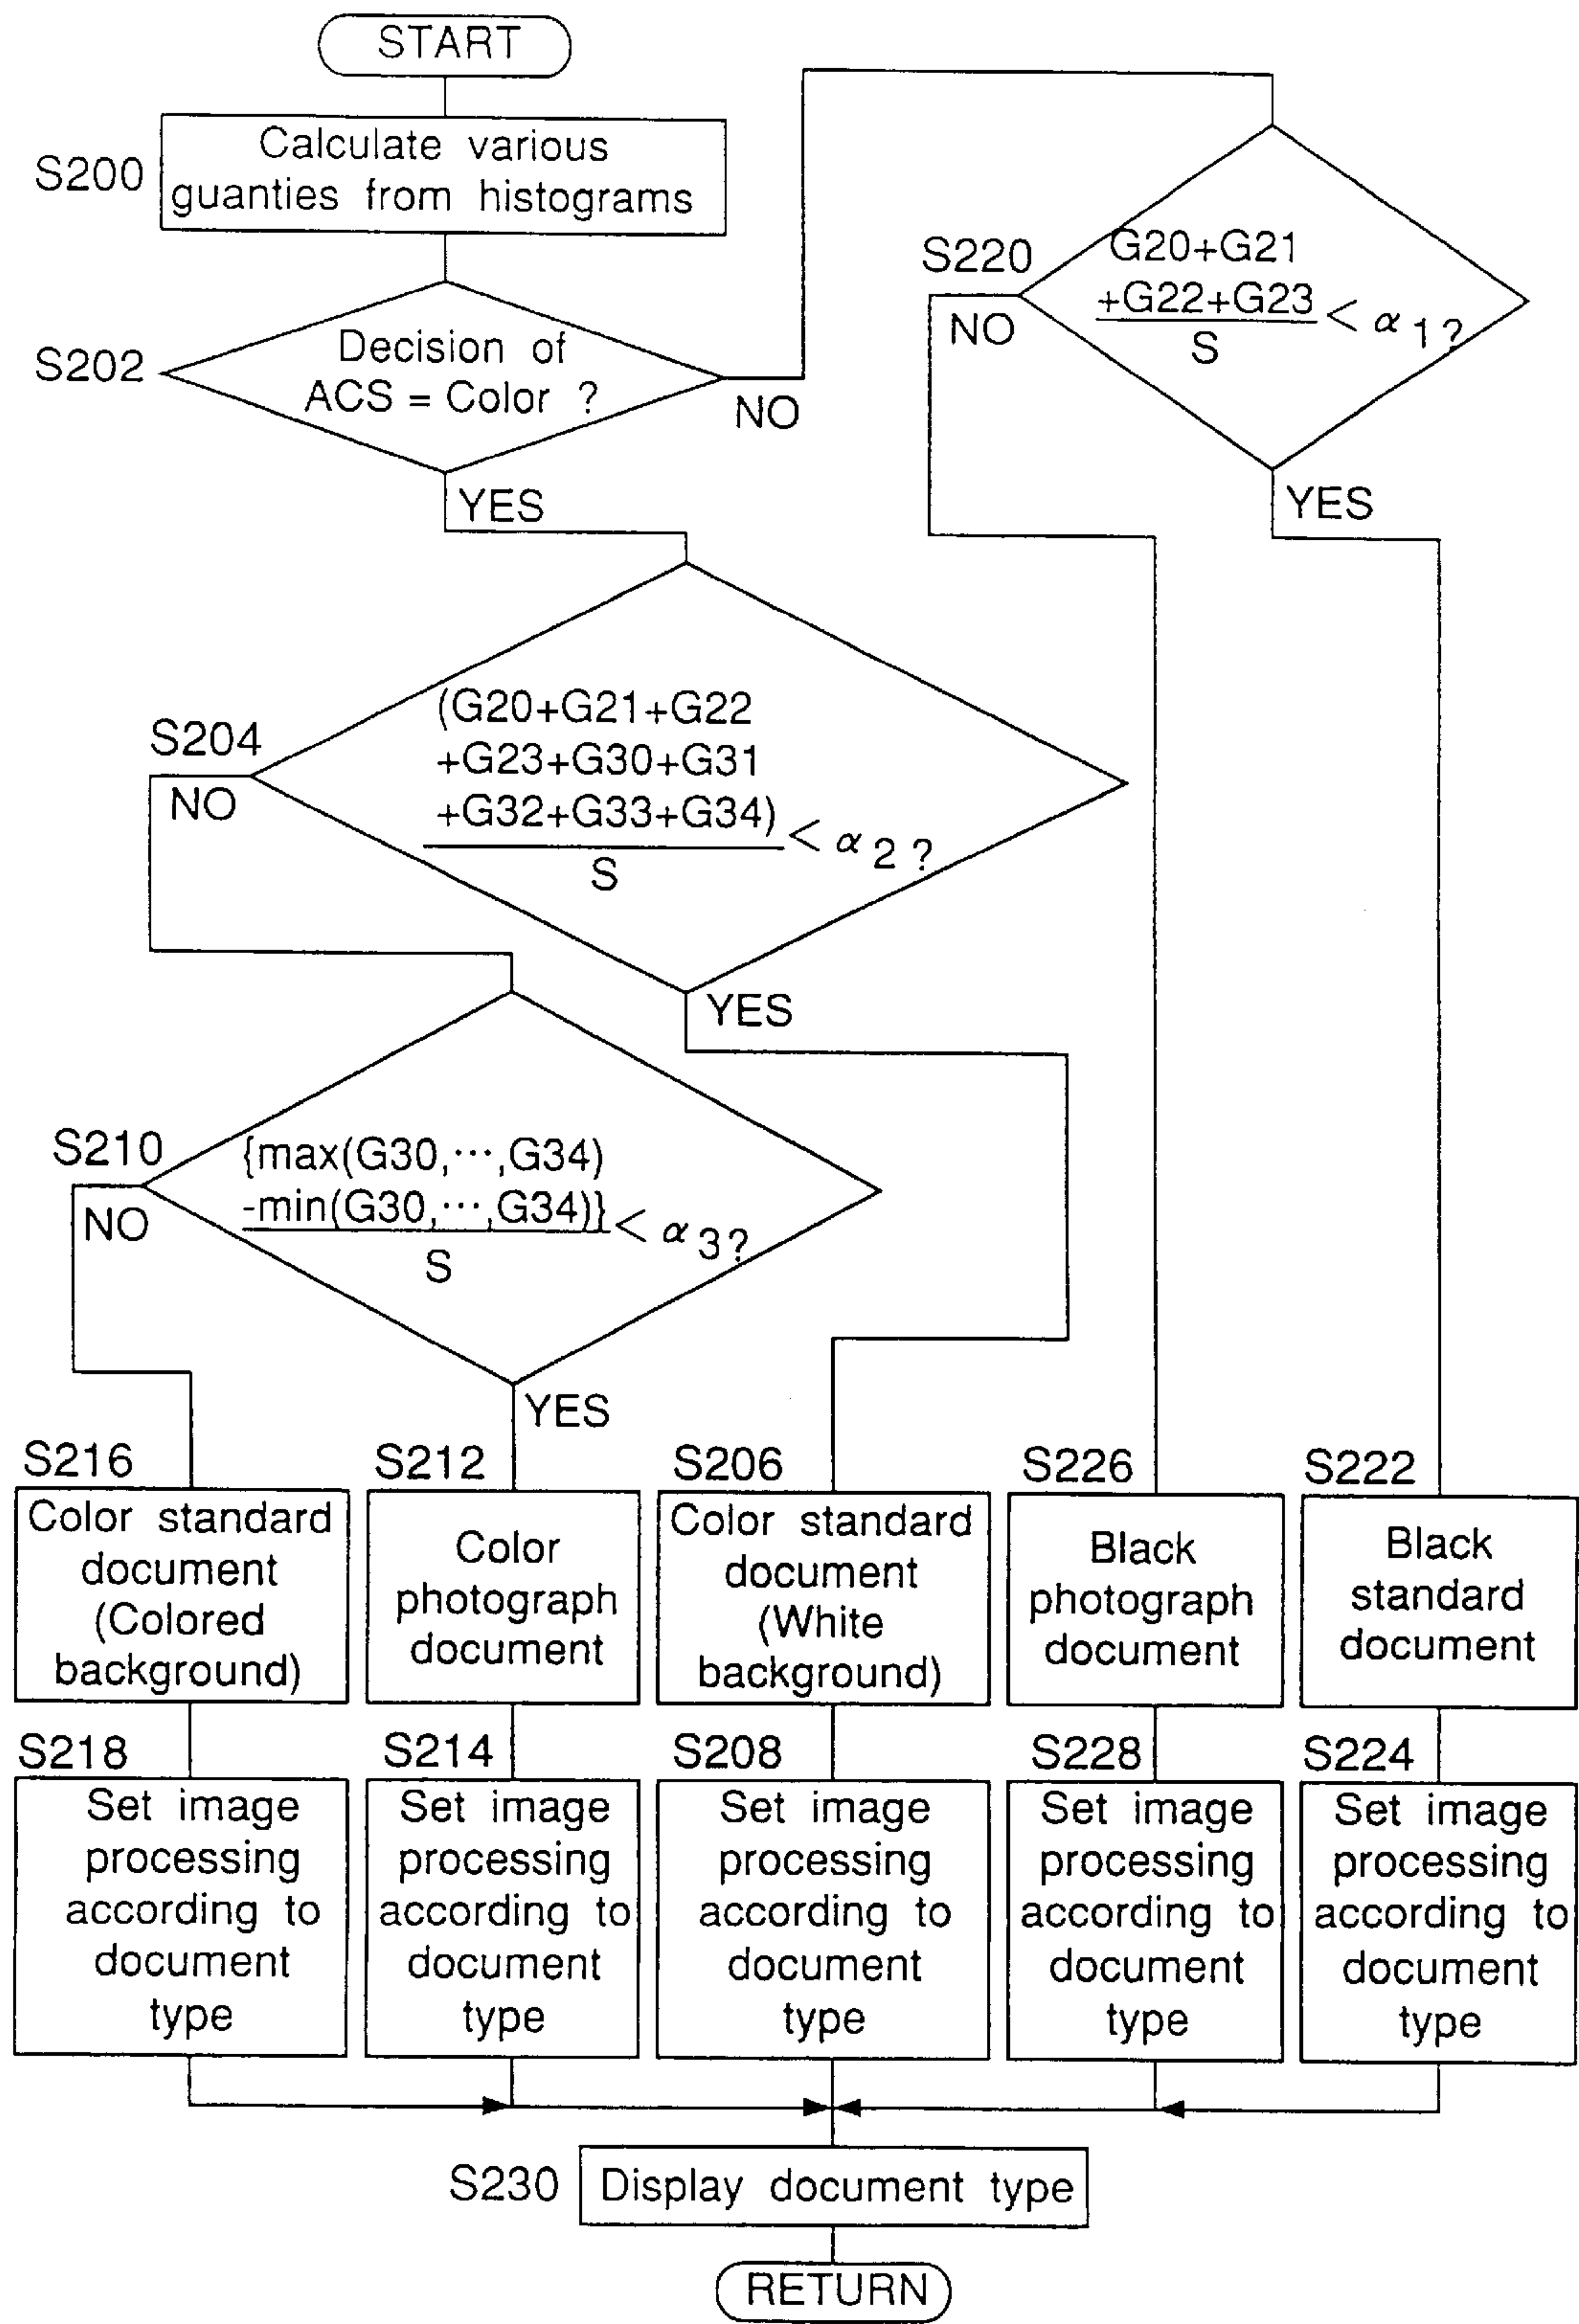 START
S200
Calculate various
guanties from histograms
S202
Decision of
ACS = Color ?
NO
YES
S220
G20+G21
+G22+G23
S
< α 1 ?
NO
YES
S204
(G20+G21+G22
+G23+G30+G31
+G32+G33+G34)
S
< α 2 ?
NO
YES
S210
{max(G30,···,G34)
-min(G30,···,G34)}
S
< α 3 ?
NO
YES
S216
Color standard
document
(Colored
background)
S212
Color
photograph
document
S206
Color standard
document
(White
background)
S226
Black
photograph
document
S222
Black
standard
document
S218
Set image
processing
according to
document
type
S214
Set image
processing
according to
document
type
S208
Set image
processing
according to
document
type
S228
Set image
processing
according to
document
type
S224
Set image
processing
according to
document
type
S230
Display document type
RETURN